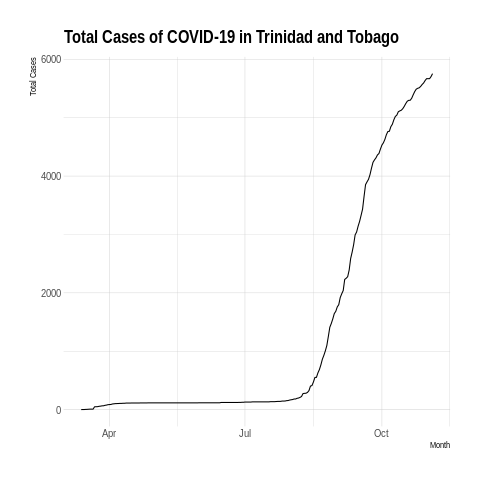 Total Cases of COVID-19 in Trinidad and Tobago
Total Cases
6000
4000
2000
0
Apr
Jul
Oct
Month